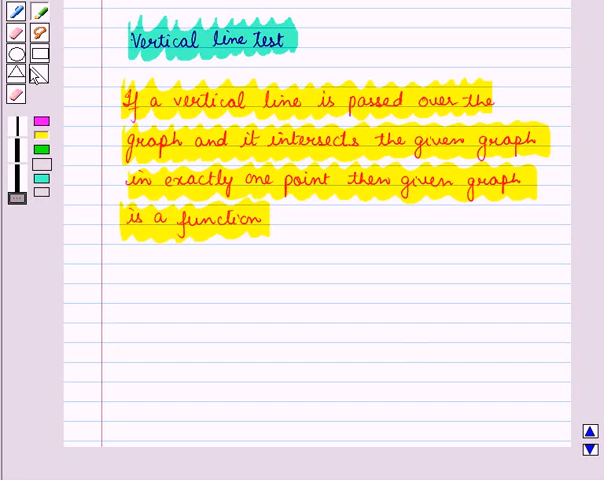 Vertical line test
If a vertical line is passed over the
graph and it intersects the given graph
in exactly one point then given graph
is a function